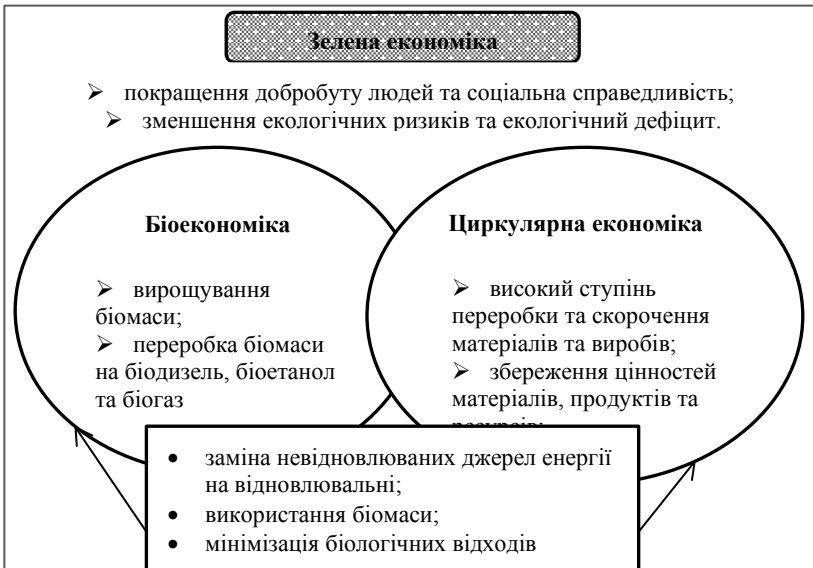 Зелена економіка
➢ покращення добробуту людей та соціальна справедливість;
➢ зменшення екологічних ризиків та екологічний дефіцит.
Біоекономіка
➢ вирощування
біомаси;
➢ переробка біомаси
на біодизель, біоетанол
та біогаз
Циркулярна економіка
➢ високий ступінь
переробки та скорочення
матеріалів та виробів;
➢ збереження цінностей
матеріалів, продуктів та
• заміна невідновлюваних джерел енергії
на відновлювальні;
• використання біомаси;
• мінімізація біологічних відходів